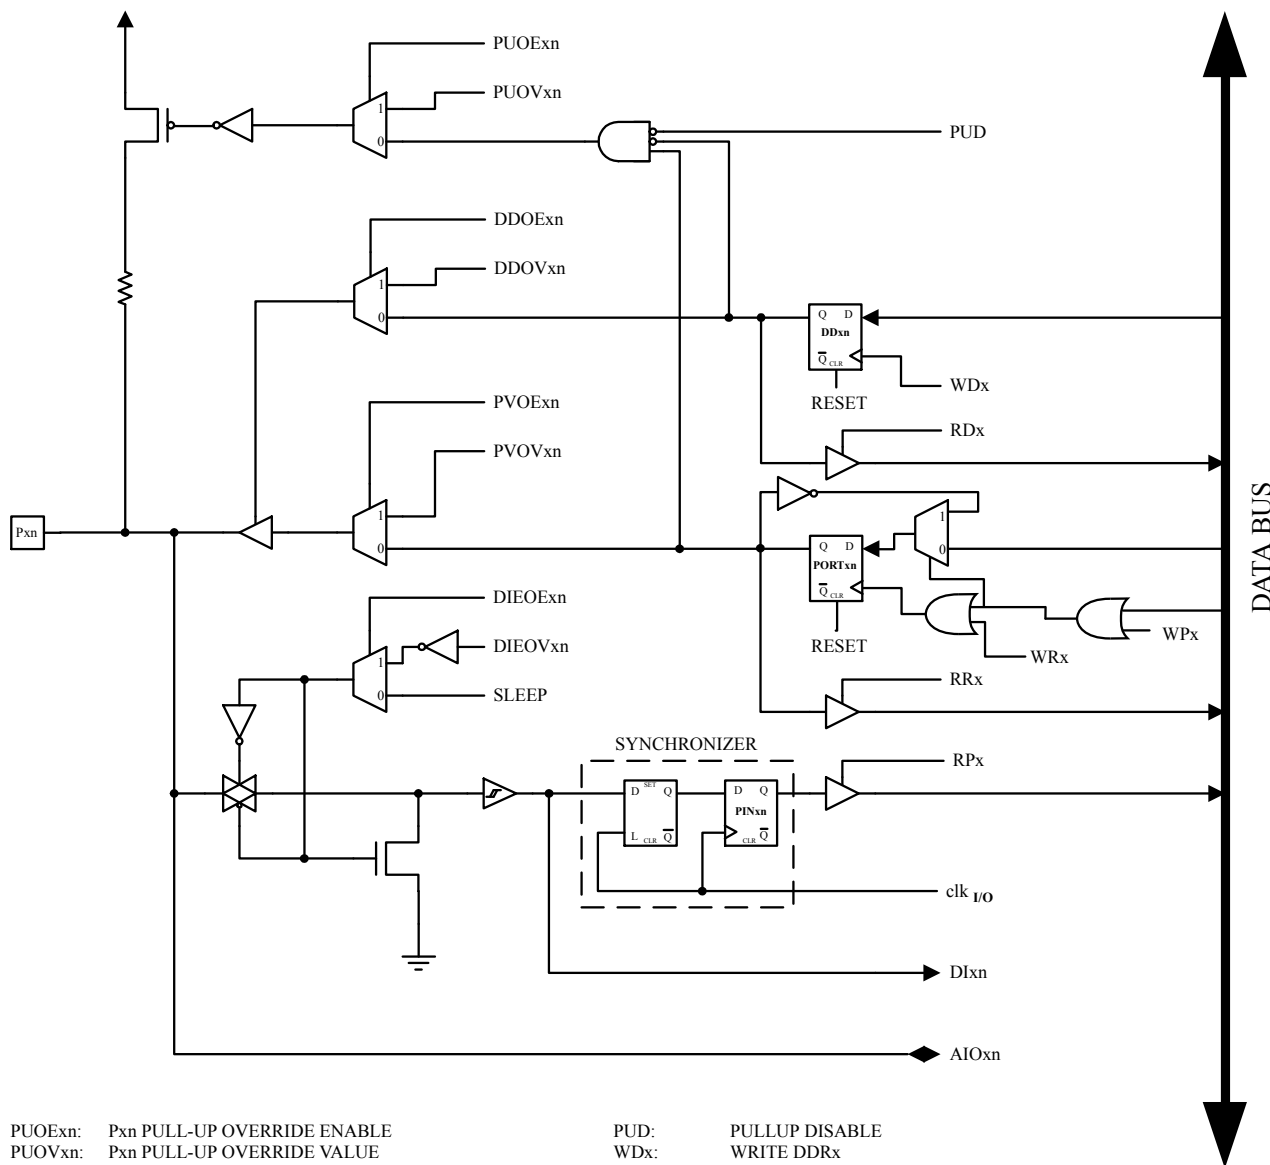 PUOExn
PUOVxn
1
0
PUD
DDOExn
DDOVxn
1
0
Q D
DDxn
Q CLR
WDx
RESET
PVOExn
RDx
PVOVxn
1
0
Pxn
1
0
Q D
PORTxn
Q CLR
RESET
WRx
WPx
DATA BUS
DIEOExn
DIEOVxn
1
0
SLEEP
RRx
SYNCHRONIZER
RPx
D SET Q
L CLR Q
D Q
PINxn
CLR Q
clk I/O
DIxn
AIOxn
PUOExn: Pxn PULL-UP OVERRIDE ENABLE
PUOVxn: Pxn PULL-UP OVERRIDE VALUE
PUD: PULLUP DISABLE
WDx: WRITE DDRx